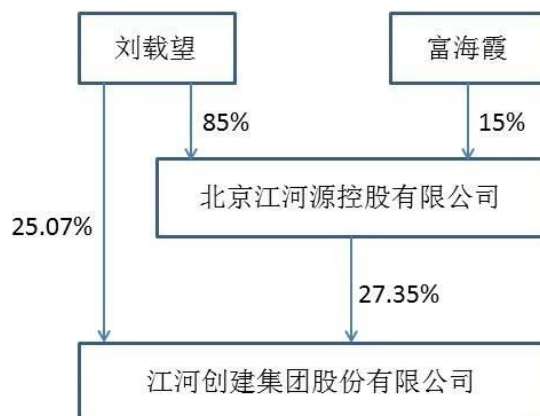 刘载望
富海霞
85%
15%
北京江河源控股有限公司
25.07%
27.35%
江河创建集团股份有限公司